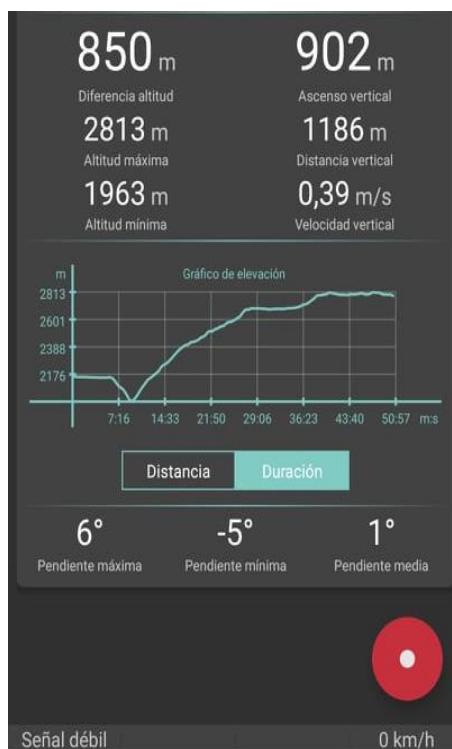 850 m 902 m
Diferencia altitud Ascenso vertical
2813 m 1186 m
Altitud máxima Distancia vertical
1963 m 0,39 m/s
Altitud mínima Velocidad vertical
m Gráfico de elevación
2813
2601
2388
2176
7:16 14:33 21:50 29:06 36:23 43:40 50:57 m:s
Distancia Duración
6° -5° 1°
Pendiente máxima Pendiente mínima Pendiente media
Señal débil 0 km/h